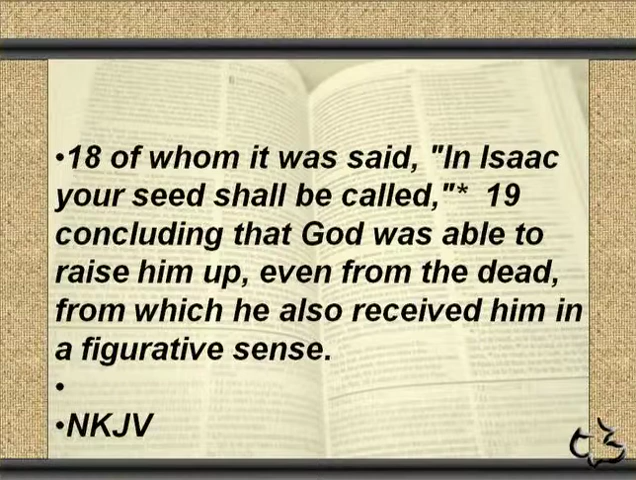 •18 of whom it was said, "In Isaac
your seed shall be called,"* 19
concluding that God was able to
raise him up, even from the dead,
from which he also received him in
a figurative sense.
•
•NKJV